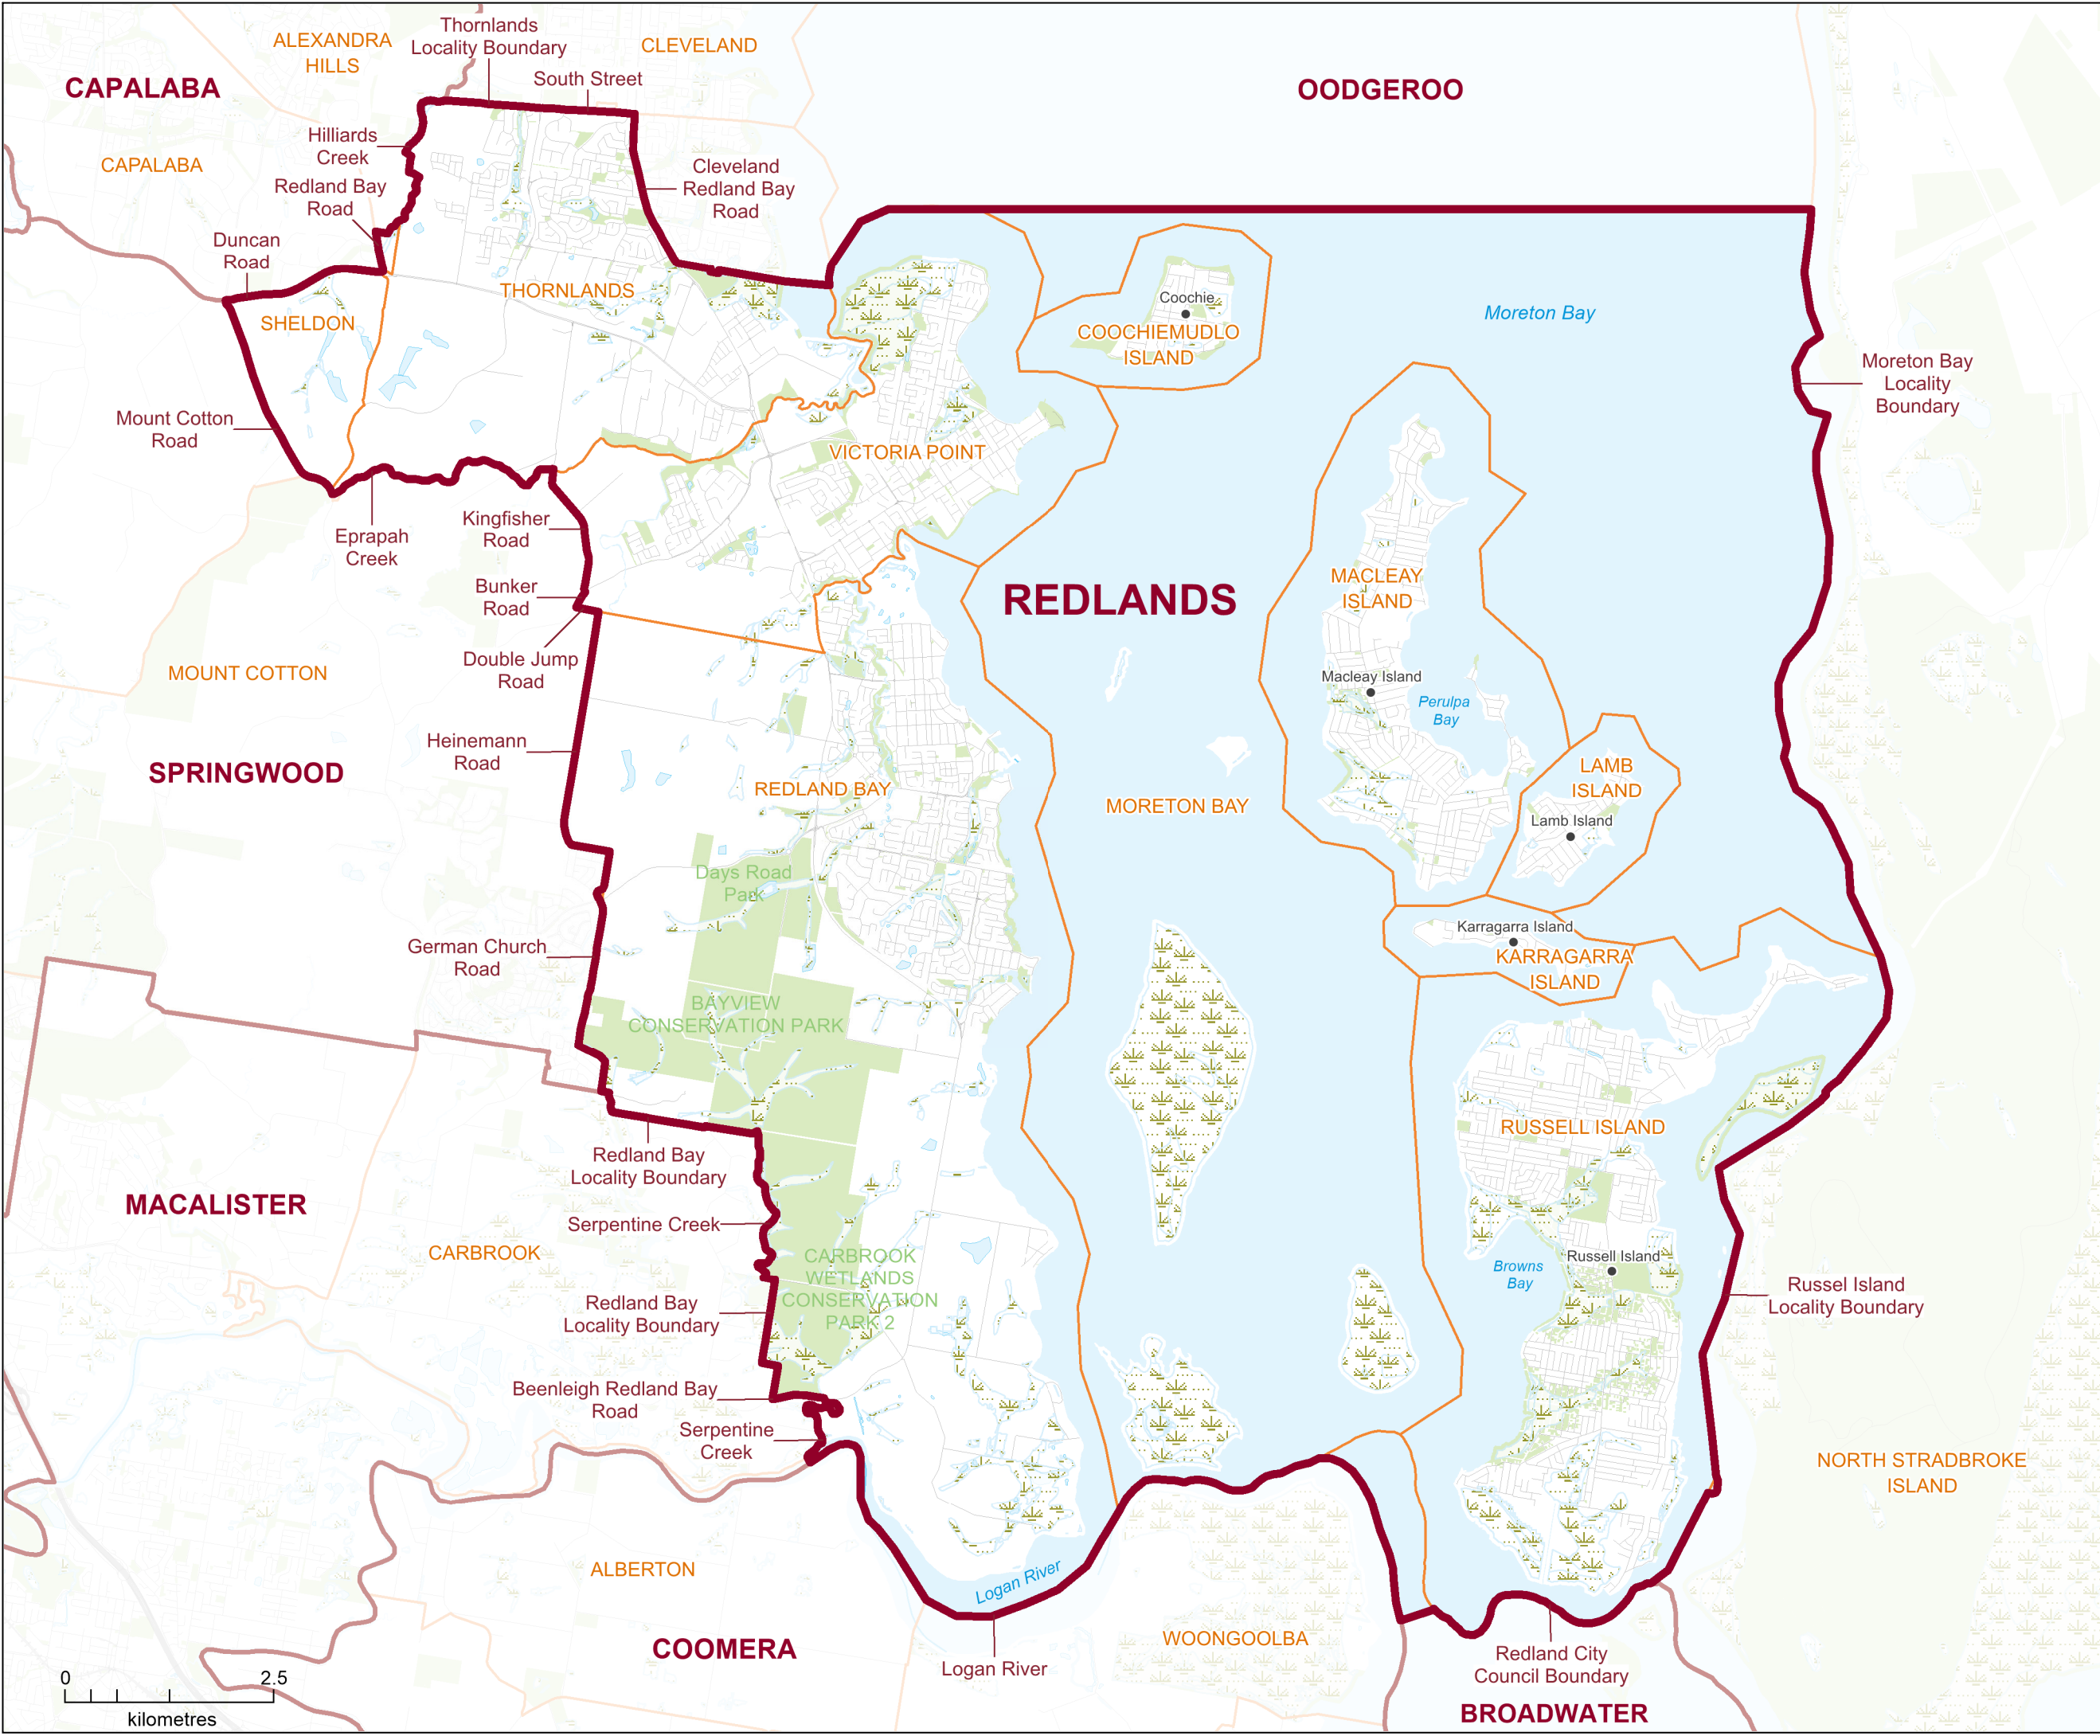 Thornlands
Locality Boundary
ALEXANDRA
HILLS
CLEVELAND
CAPALABA
South Street
OODGEROO
Hilliards
Creek
CAPALABA
Redland Bay
Road
Cleveland
Redland Bay
Road
Duncan
Road
THORNLANDS
SHELDON
Coochie
COOCHIEMUDLO
ISLAND
Moreton Bay
Moreton Bay
Locality
Boundary
Mount Cotton
Road
VICTORIA POINT
Kingfisher
Road
Eprapah
Creek
Bunker
Road
REDLANDS
MACLEAY
ISLAND
Double Jump
Road
MOUNT COTTON
Macleay Island
Perulpa
Bay
Heinemann
Road
SPRINGWOOD
REDLAND BAY
MORETON BAY
LAMB
ISLAND
Lamb Island
Days Road
Park
German Church
Road
Karragarra Island
KARRAGARRA
ISLAND
BAYVIEW
CONSERVATION PARK
RUSSELL ISLAND
Redland Bay
Locality Boundary
MACALISTER
Serpentine Creek
CARBROOK
CARBROOK
WETLANDS
CONSERVATION
PARK 2
Russell Island
Browns
Bay
Russel Island
Locality Boundary
Redland Bay
Locality Boundary
Beenleigh Redland Bay
Road
Serpentine
Creek
NORTH STRADBROKE
ISLAND
ALBERTON
Logan River
COOMERA
WOONGOOLBA
Logan River
Redland City
Council Boundary
BROADWATER
0 2.5
kilometres